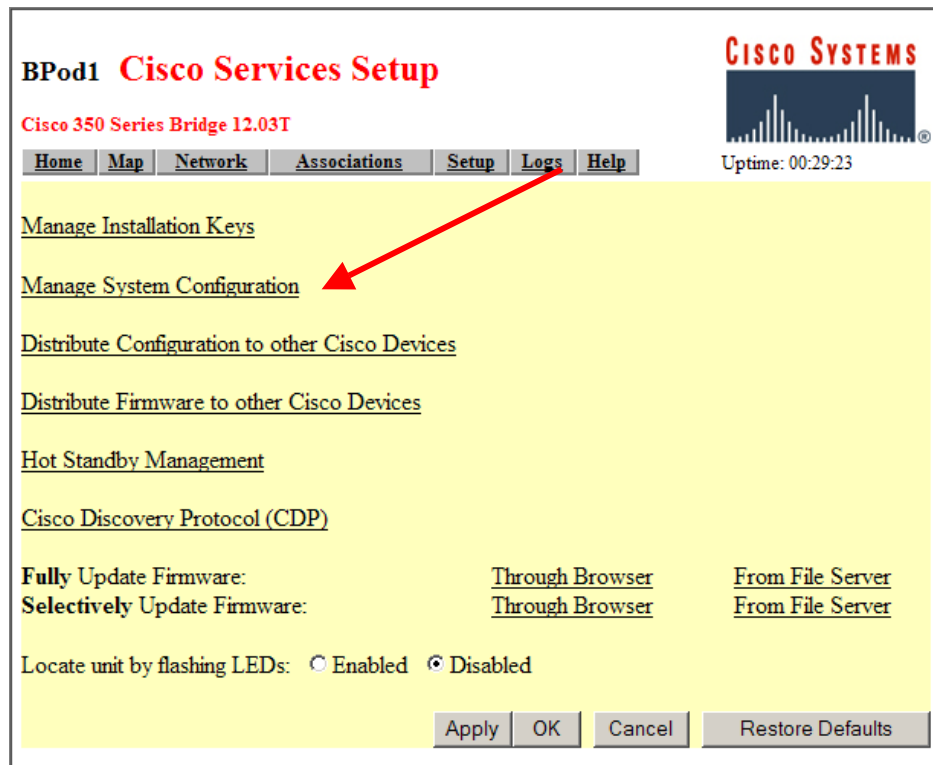 BPod1 Cisco Services Setup
CISCO SYSTEMS
®
Cisco 350 Series Bridge 12.03T
Home Map Network Associations Setup Logs Help
Uptime: 00:29:23
Manage Installation Keys
Manage System Configuration
Distribute Configuration to other Cisco Devices
Distribute Firmware to other Cisco Devices
Hot Standby Management
Cisco Discovery Protocol (CDP)
Fully Update Firmware: Through Browser From File Server
Selectively Update Firmware: Through Browser From File Server
Locate unit by flashing LEDs: Enabled Disabled
Apply OK Cancel Restore Defaults